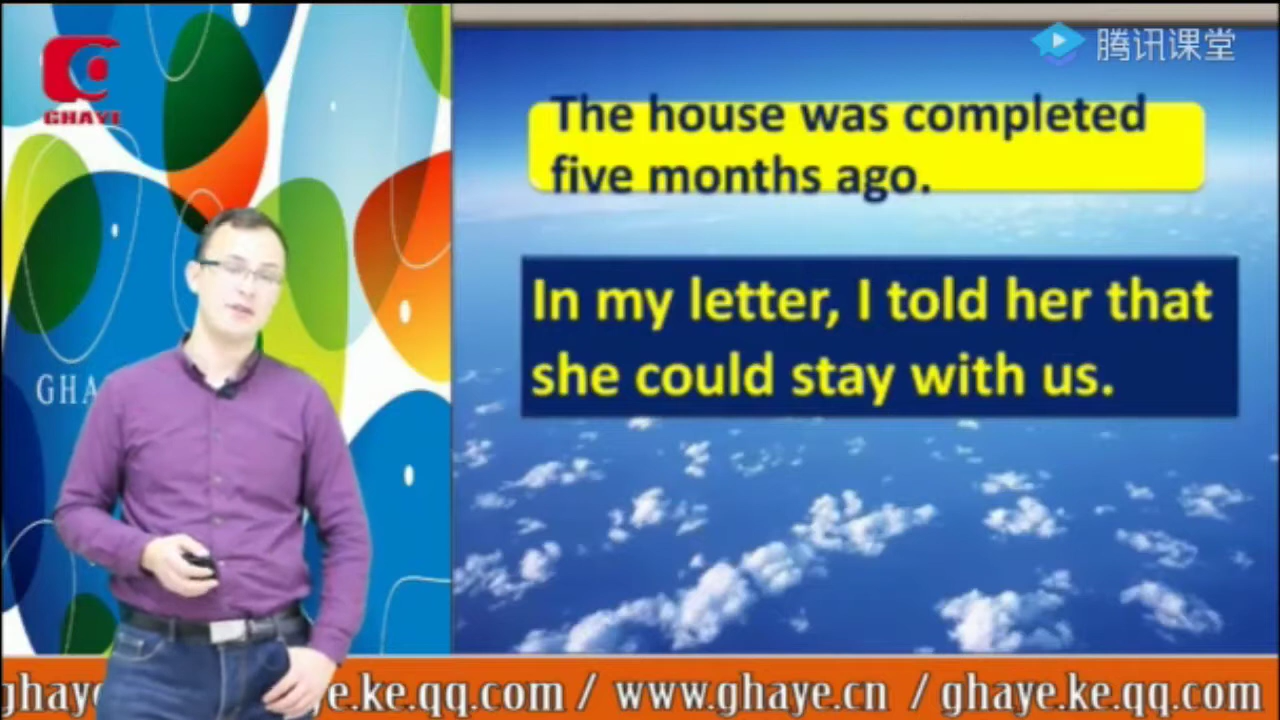 GHAYE
腾讯课堂
The house was completed
five months ago.
In my letter, I told her that
she could stay with us.
GHA
ghaye.ke.qq.com / www.ghaye.cn / ghaye.ke.qq.com